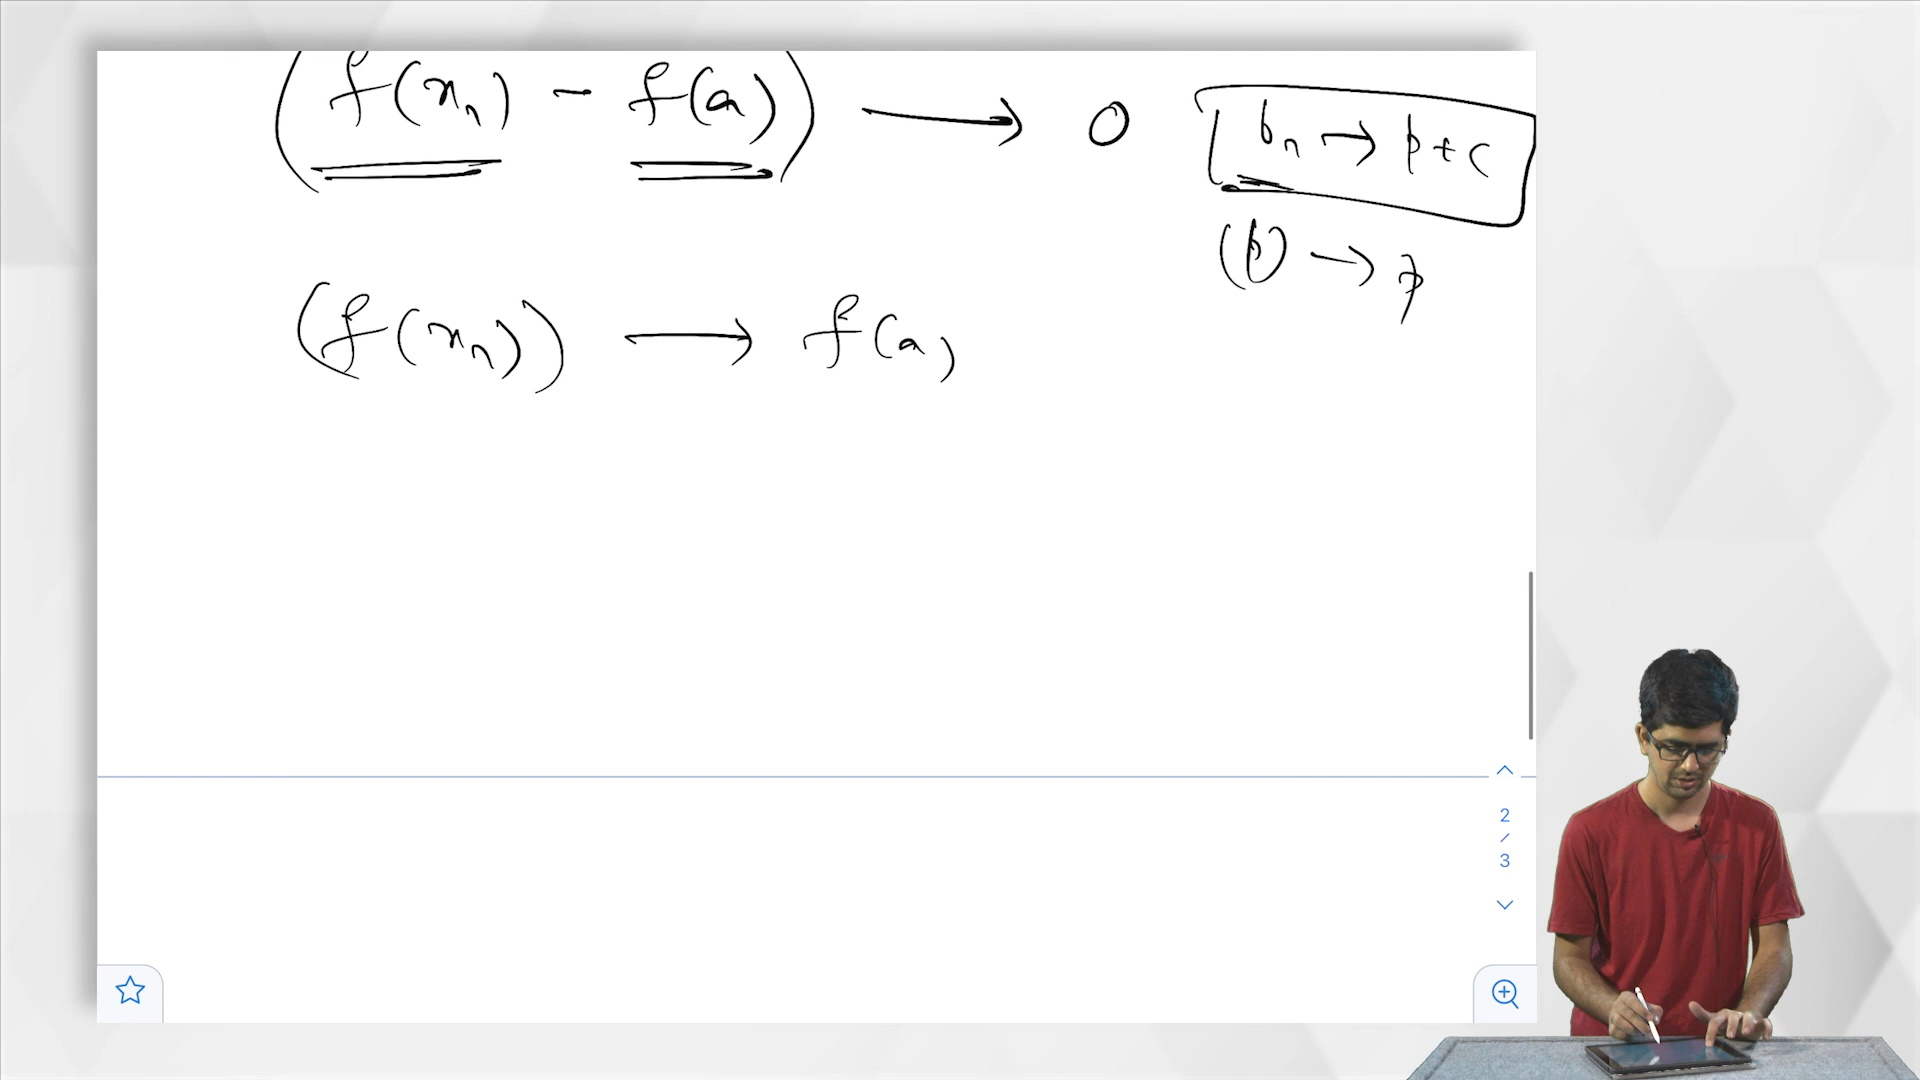 (f(xₙ) - f(a)) → 0
bₙ → p + c
(b) → p
(f(xₙ)) → f(a)
2
/
3